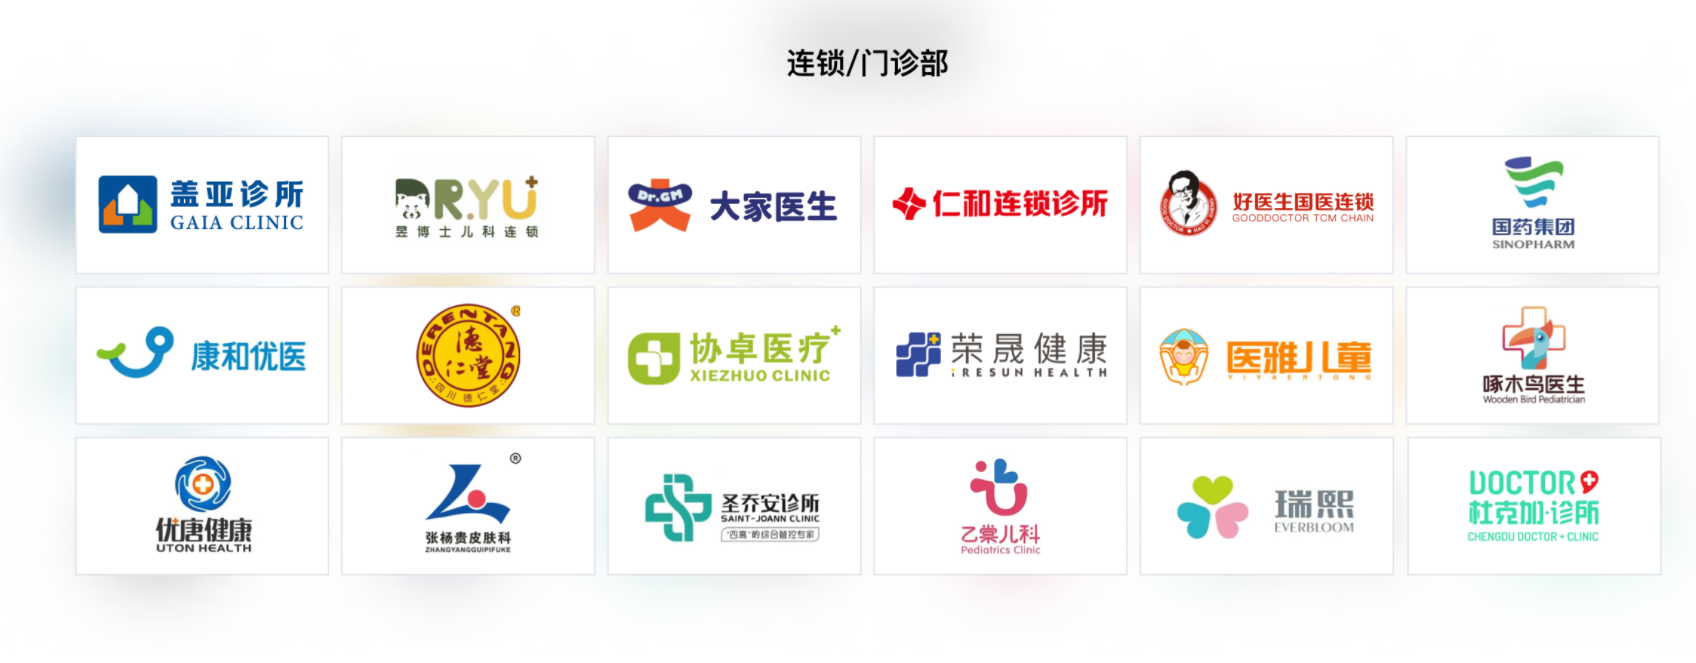 连锁/门诊部
盖亚诊所
GAIA CLINIC
DR.YU
昱博士儿科连锁
Dr.GM
大家医生
仁和连锁诊所
GOOD DOCTOR
好医生国医连锁
GOODDOCTOR TCM CHAIN
国药集团
SINOPHARM
康和优医
DERENTANG
德仁堂
四川德仁堂
®
协卓医疗
XIEZHUO CLINIC
荣晟健康
iRESUN HEALTH
医雅儿童
YIYAERTONG
啄木鸟医生
Wooden Bird Pediatrician
优唐健康
UTON HEALTH
®
张杨贵皮肤科
ZHANGYANGGUIPIFUKE
圣乔安诊所
SAINT-JOANN CLINIC
"四高"的综合管控专家
乙棠儿科
Pediatrics Clinic
瑞熙
EVERBLOOM
DOCTOR
杜克加·诊所
CHENGDU DOCTOR + CLINIC